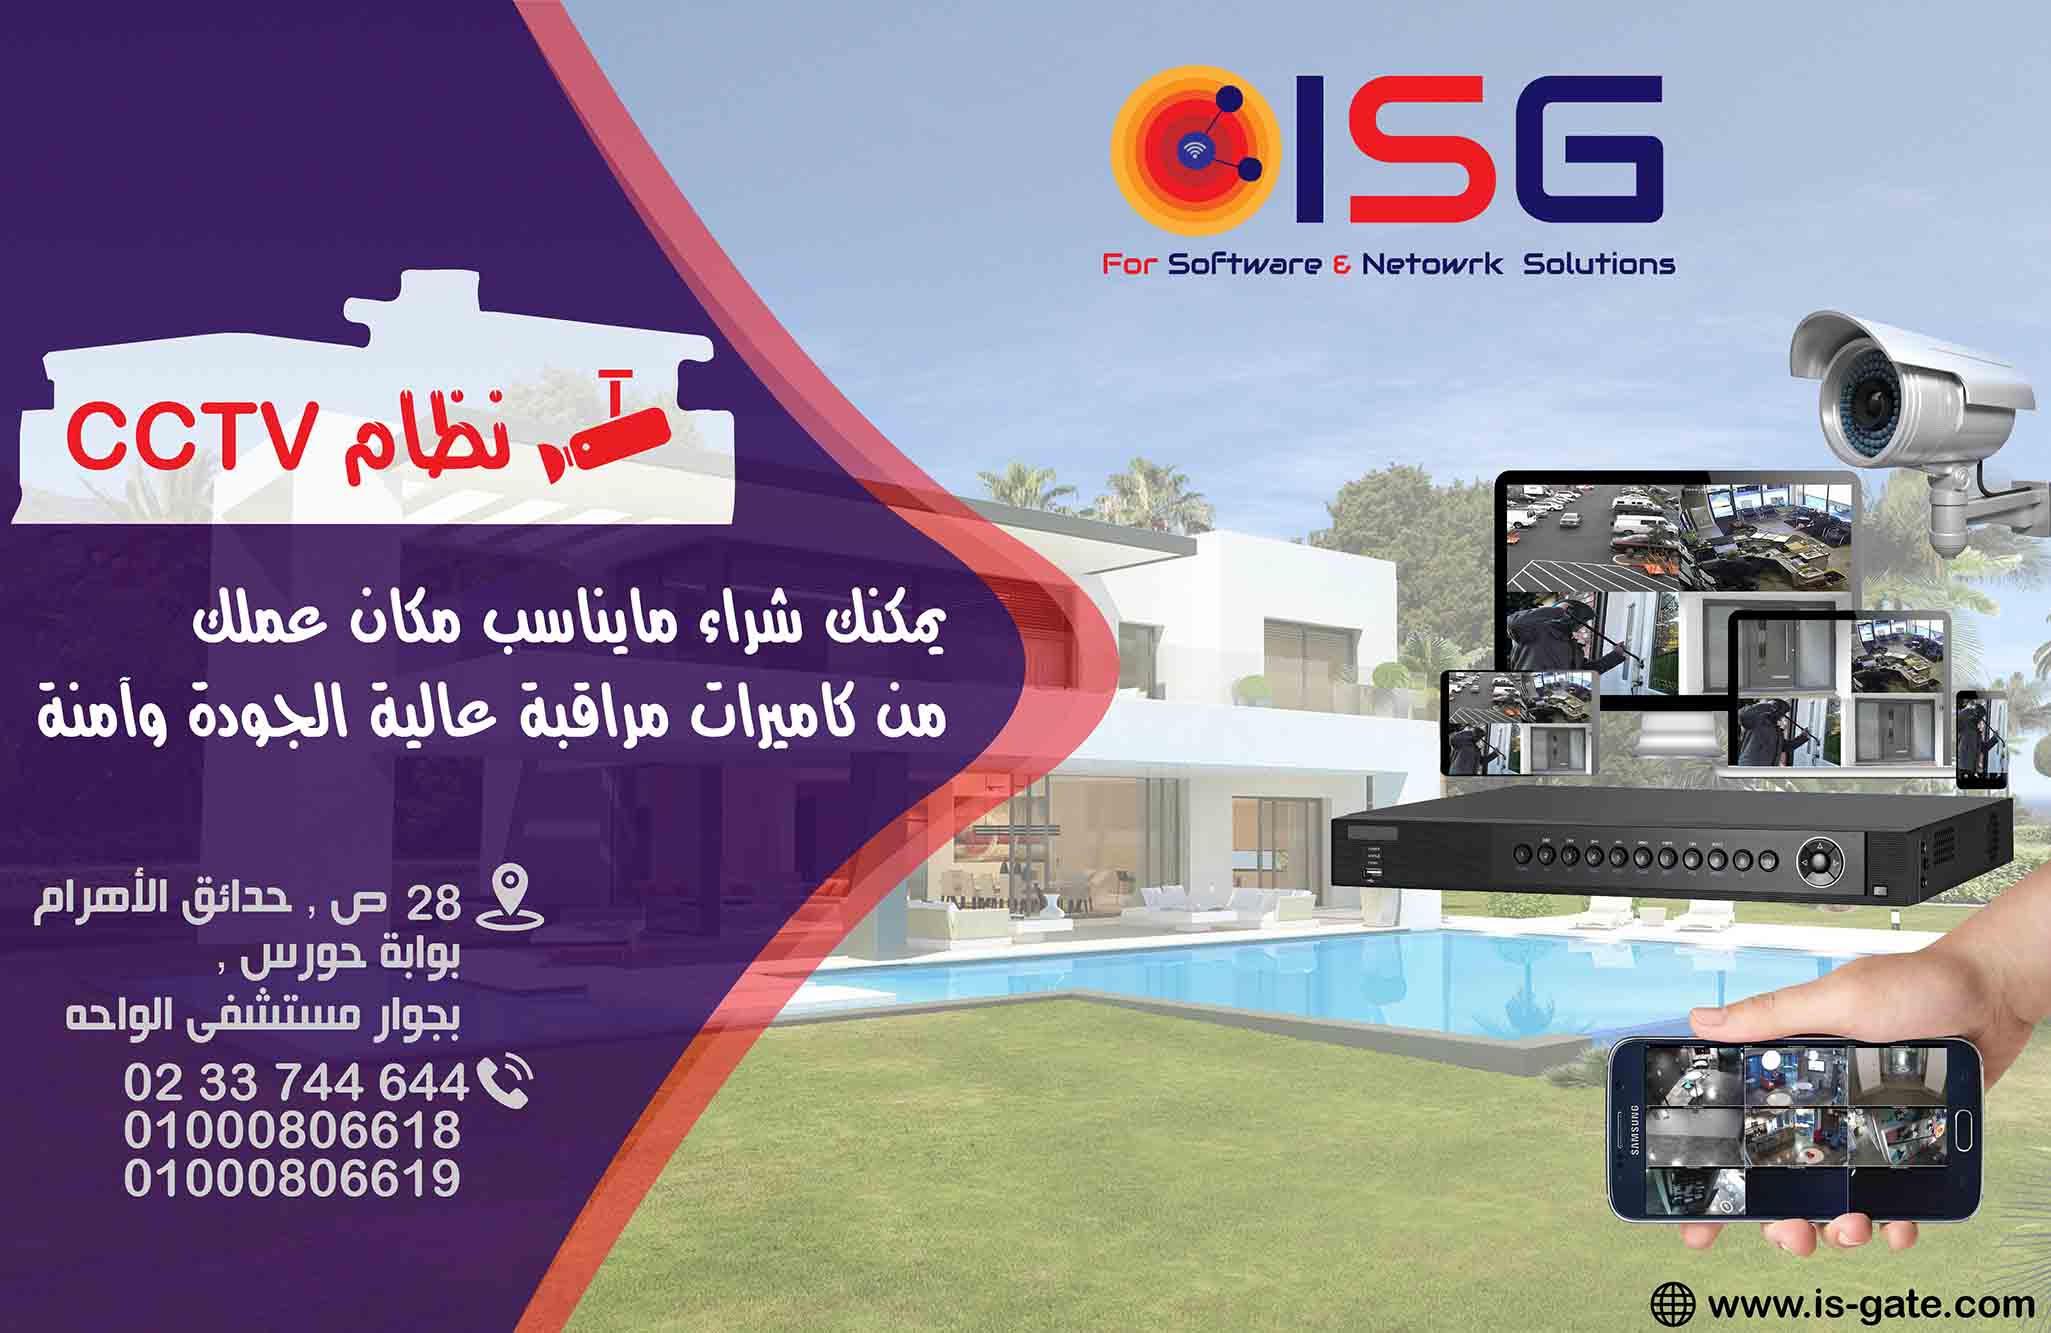 ISG
For Software & Netowrk Solutions
نظام CCTV
يمكنك شراء مايناسب مكان عملك
من كاميرات مراقبة عالية الجودة وآمنة
28 ص , حدائق الأهرام
بوابة حورس ,
بجوار مستشفى الواحه
02 33 744 644
01000806618
01000806619
SAMSUNG
www.is-gate.com